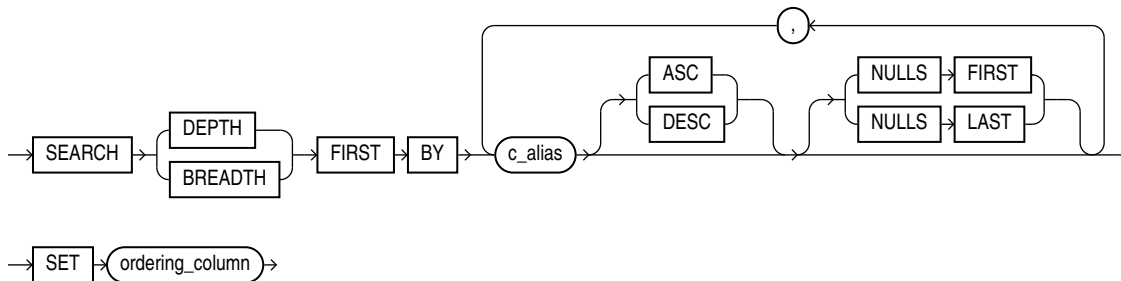 ,
ASC NULLS FIRST
DEPTH DESC NULLS LAST
SEARCH FIRST BY c_alias
BREADTH
SET ordering_column